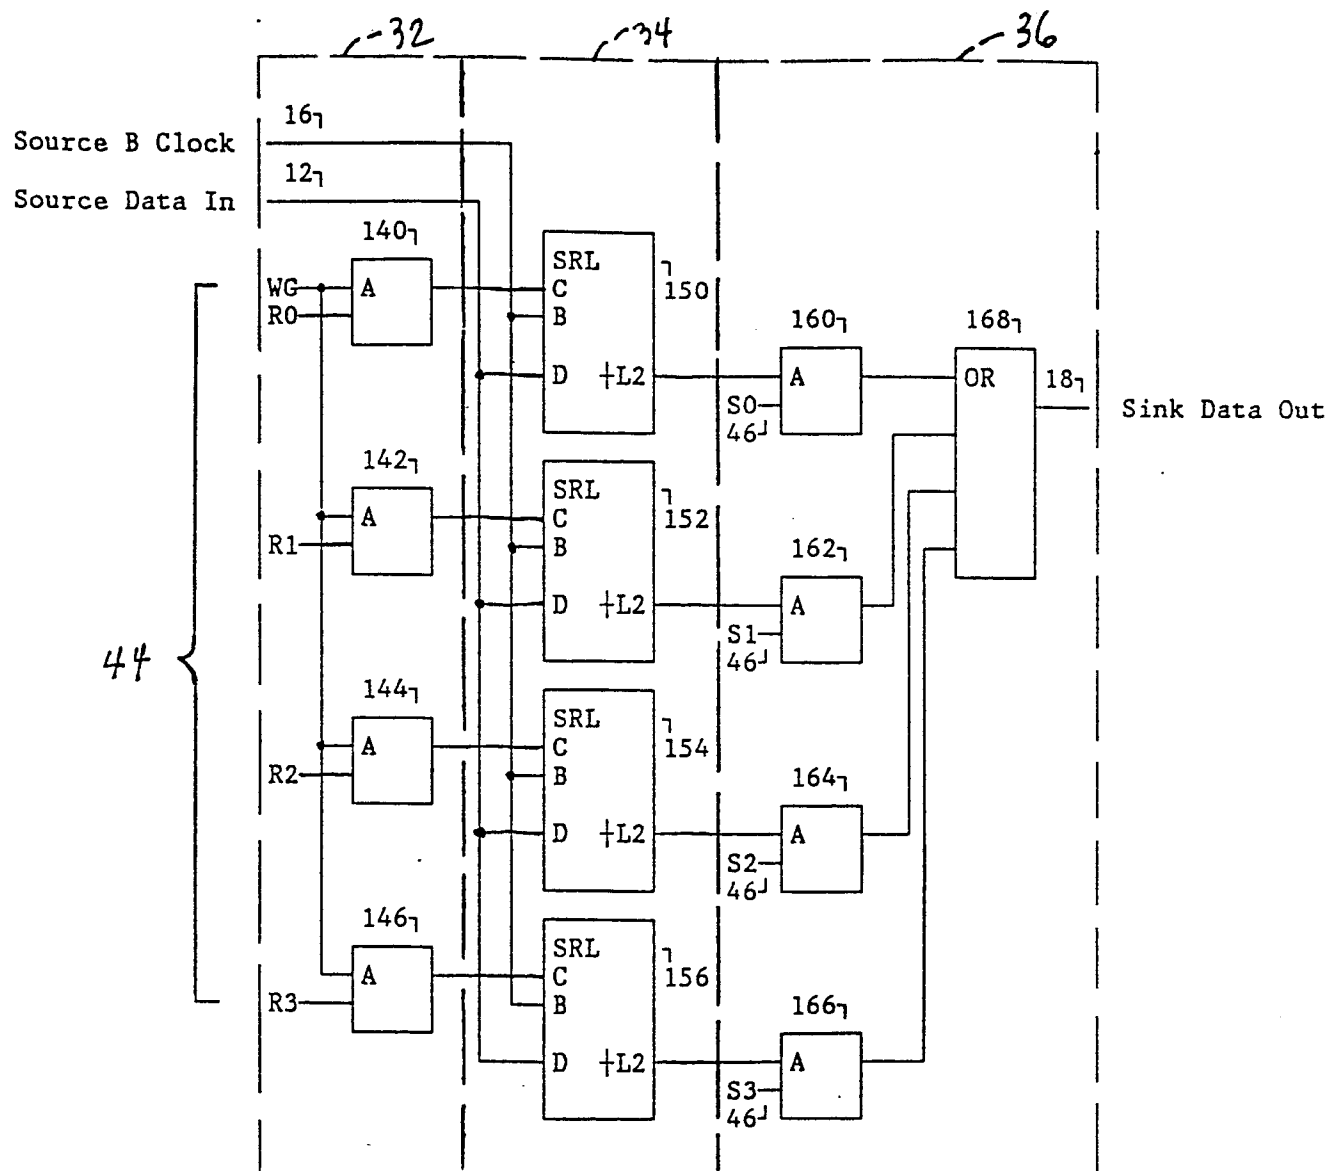 32 34 36
16
Source B Clock
12
Source Data In
140
SRL
WG A C 150
R0 B 160 168
D +L2 A OR 18
S0 Sink Data Out
46
142
SRL
A C 152
R1 B 162
D +L2 A
S1
46
44
144
SRL
A C 154
R2 B 164
D +L2 A
S2
46
146
SRL
A C 156
R3 B 166
D +L2 A
S3
46